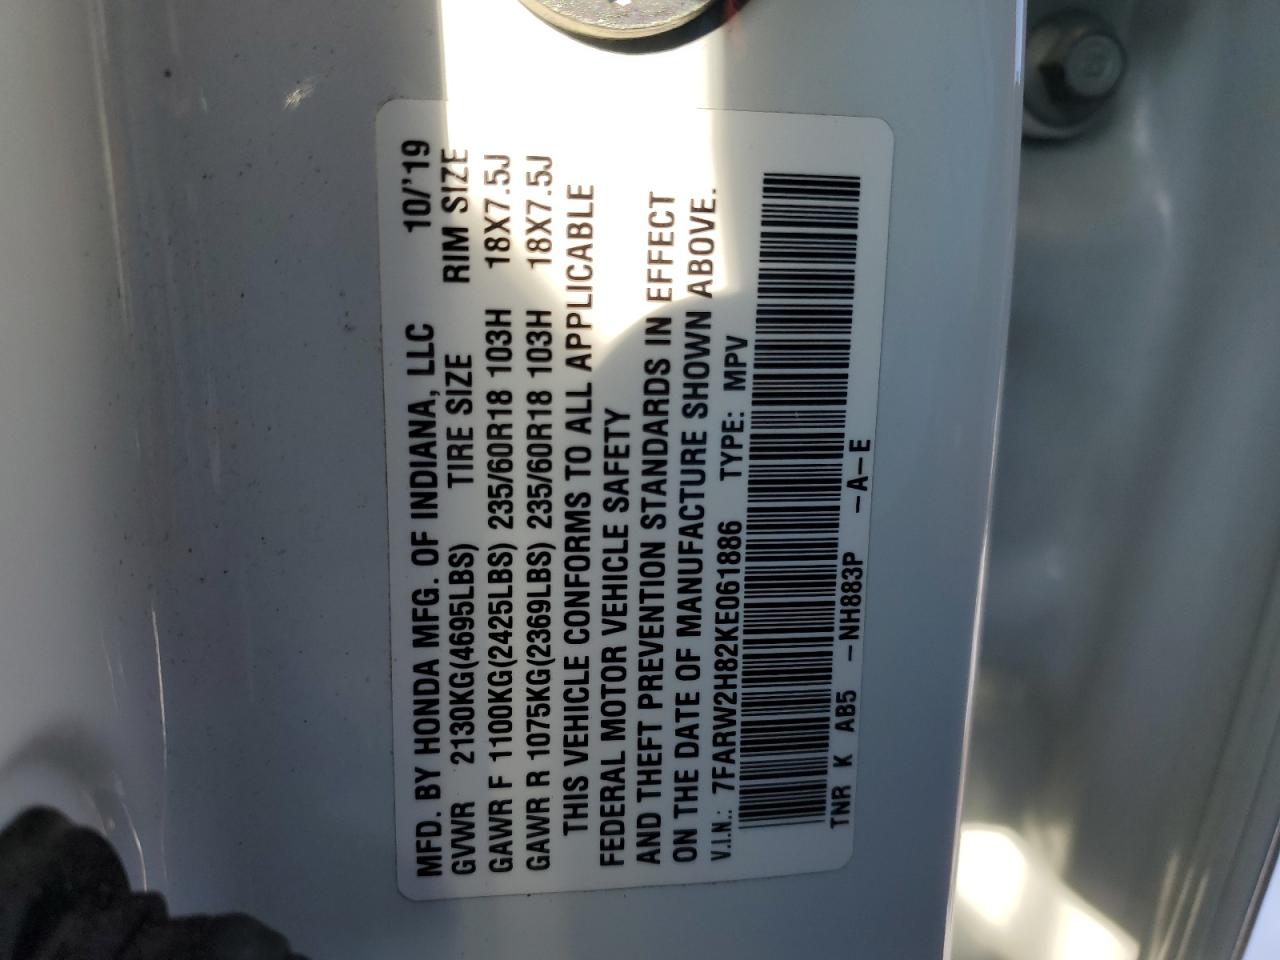 MFD. BY HONDA MFG. OF INDIANA, LLC 10/'19
GVWR 2130KG(4695LBS) TIRE SIZE RIM SIZE
GAWR F 1100KG(2425LBS) 235/60R18 103H 18X7.5J
GAWR R 1075KG(2369LBS) 235/60R18 103H 18X7.5J
THIS VEHICLE CONFORMS TO ALL APPLICABLE
FEDERAL MOTOR VEHICLE SAFETY
AND THEFT PREVENTION STANDARDS IN EFFECT
ON THE DATE OF MANUFACTURE SHOWN ABOVE.
V.I.N.: 7FARW2H82KE061886 TYPE: MPV
TNR K AB5 -NH883P -A-E